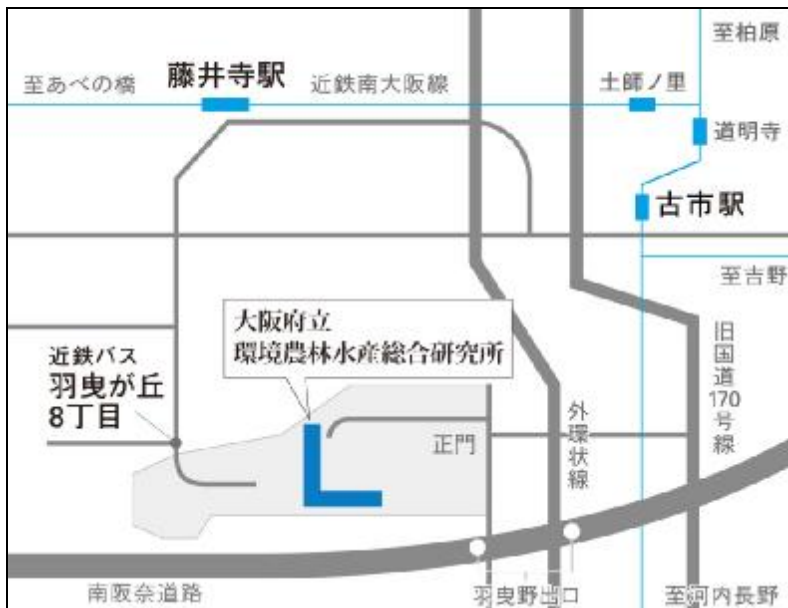 至柏原
藤井寺駅
至あべの橋
近鉄南大阪線
土師ノ里
道明寺
古市駅
至吉野
大阪府立
環境農林水産総合研究所
近鉄バス
羽曳が丘
8丁目
旧国道170号線
外環状線
正門
南阪奈道路
羽曳野出口
至河内長野